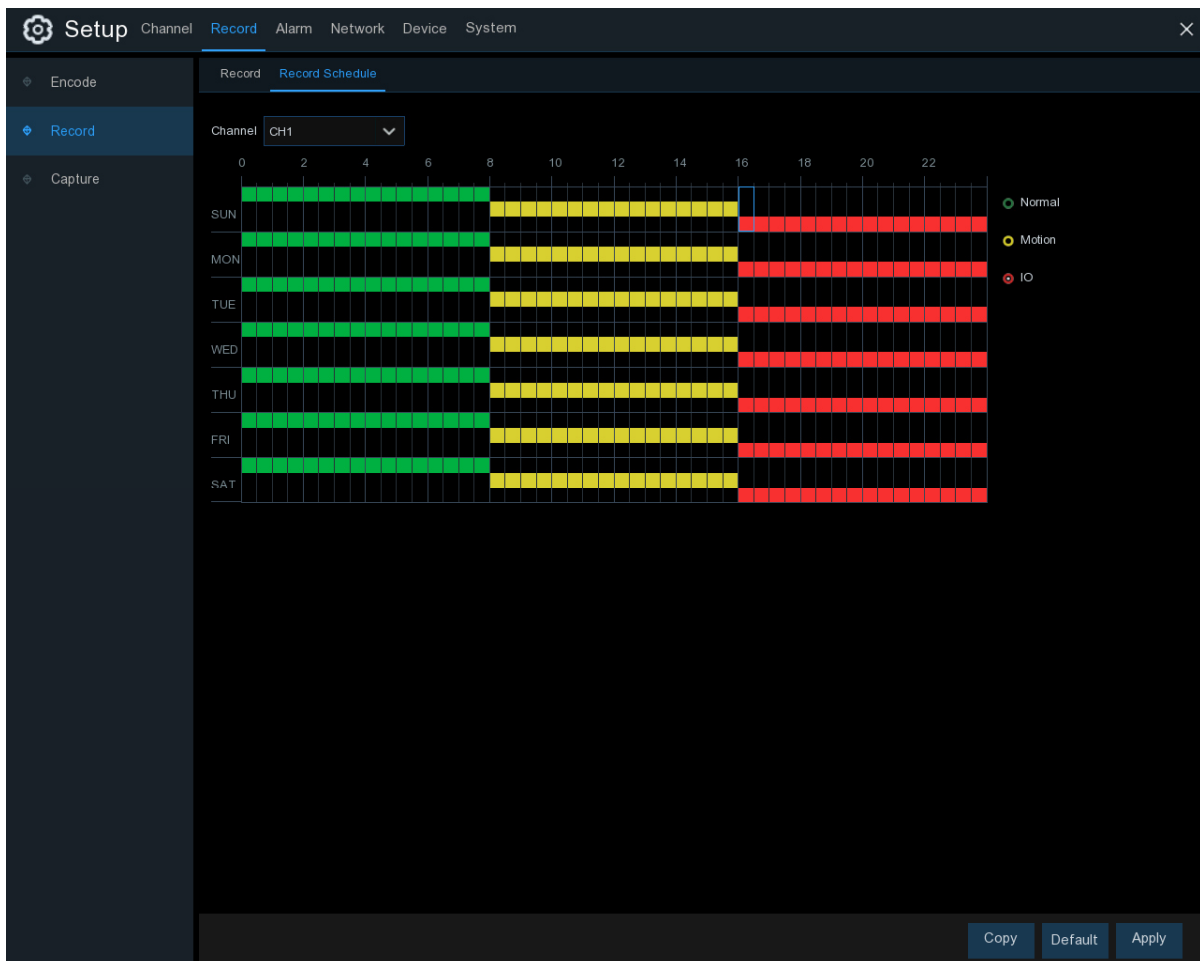 Setup Channel Record Alarm Network Device System
Encode
Record
Capture
Record Record Schedule
Channel CH1
0 2 4 6 8 10 12 14 16 18 20 22
SUN
MON
TUE
WED
THU
FRI
SAT
Normal
Motion
IO
Copy Default Apply